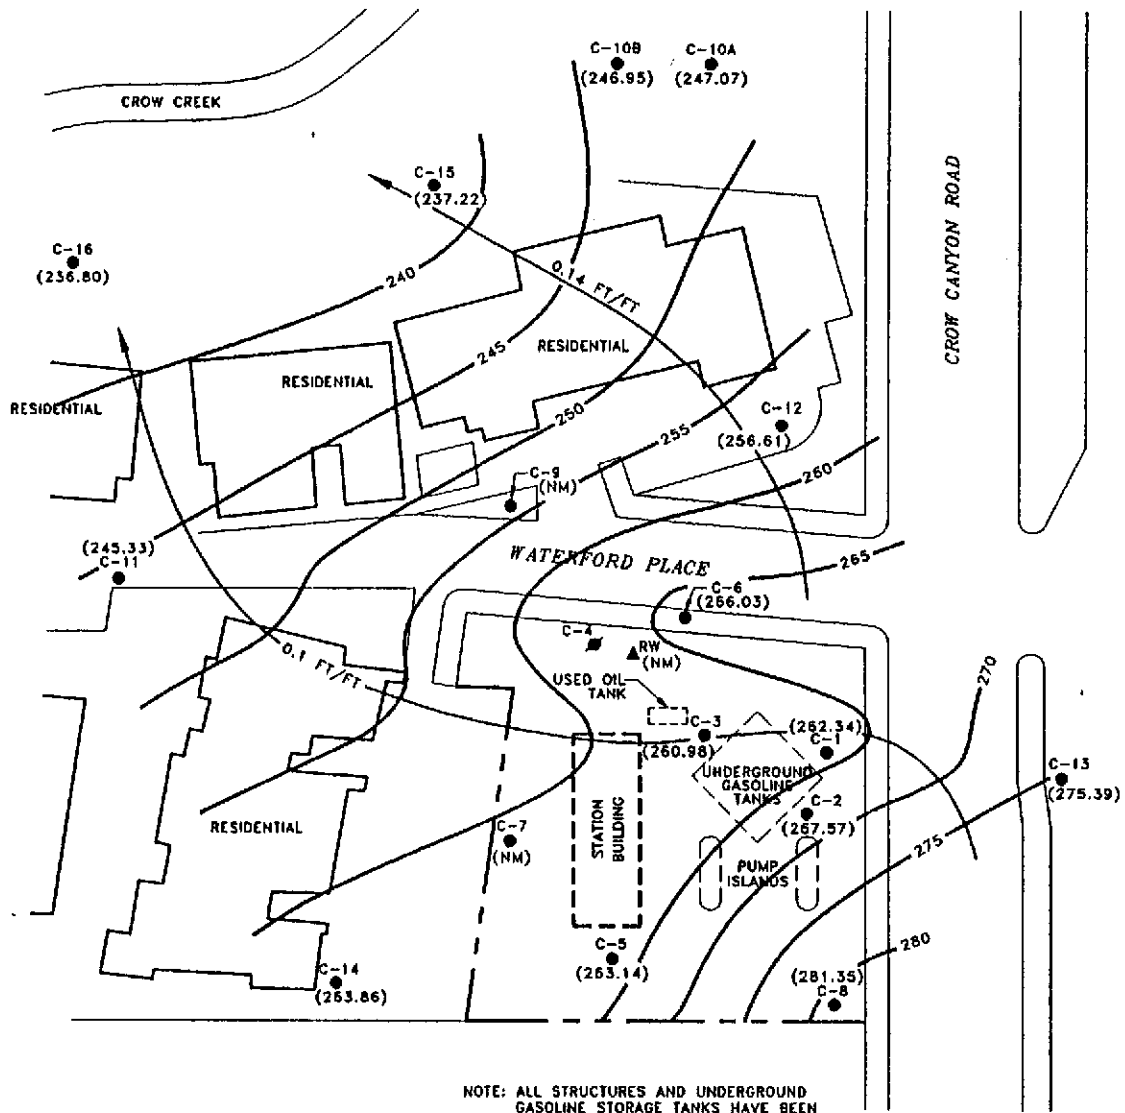 C-10B
(246.95)
C-10A
(247.07)
CROW CREEK
C-15
(237.22)
CROW CANYON ROAD
C-16
(236.80)
240
0.14 FT/FT
245
RESIDENTIAL
RESIDENTIAL
RESIDENTIAL
250
C-12
(256.61)
255
260
C-9
(NM)
(245.33)
C-11
WATERFORD PLACE
265
C-6
(266.03)
C-4
RW
(NM)
0.1 FT/FT
USED OIL
TANK
270
C-3
(260.98)
(262.34)
C-1
UNDERGROUND
GASOLINE
TANKS
C-13
(275.39)
C-2
(267.57)
RESIDENTIAL
STATION
BUILDING
C-7
(NM)
275
PUMP
ISLANDS
280
C-5
(263.14)
C-14
(263.86)
(281.35)
C-8
NOTE: ALL STRUCTURES AND UNDERGROUND
GASOLINE STORAGE TANKS HAVE BEEN